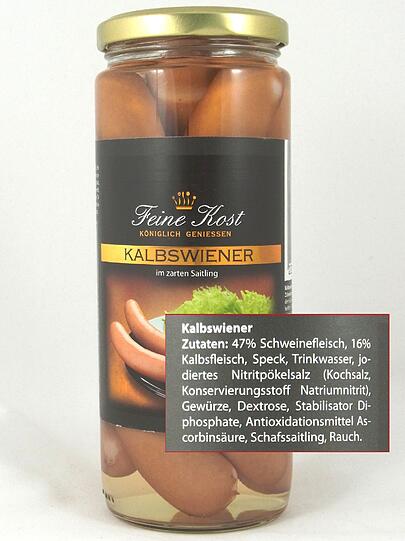 Feine Kost
KÖNIGLICH GENIESSEN
KALBSWIENER
im zarten Saitling
Kalbswiener
Zutaten: 47% Schweinefleisch, 16%
Kalbsfleisch, Speck, Trinkwasser, jo-
diertes Nitritpökelsalz (Kochsalz,
Konservierungsstoff Natriumnitrit),
Gewürze, Dextrose, Stabilisator Di-
phosphate, Antioxidationsmittel As-
corbinsäure, Schafssaitling, Rauch.